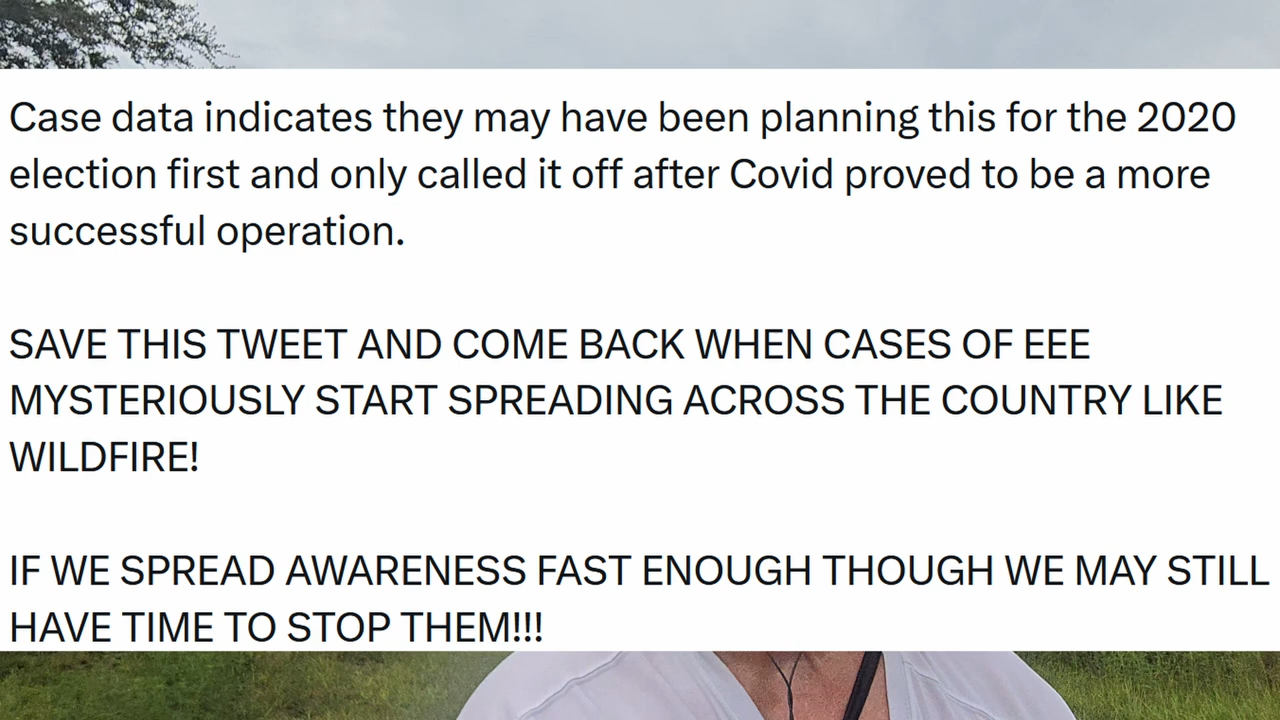 Case data indicates they may have been planning this for the 2020
election first and only called it off after Covid proved to be a more
successful operation.
SAVE THIS TWEET AND COME BACK WHEN CASES OF EEE
MYSTERIOUSLY START SPREADING ACROSS THE COUNTRY LIKE
WILDFIRE!
IF WE SPREAD AWARENESS FAST ENOUGH THOUGH WE MAY STILL
HAVE TIME TO STOP THEM!!!